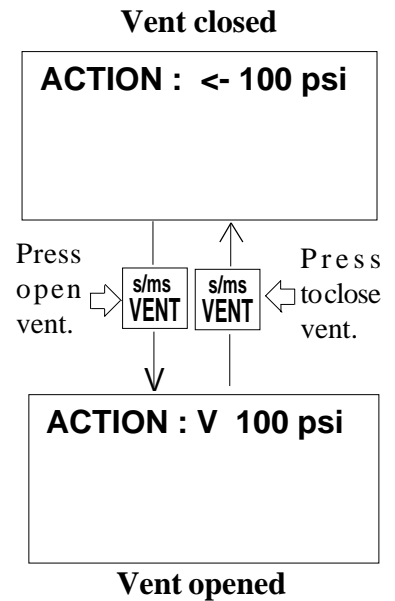 Vent closed
ACTION : <- 100 psi
Press
open
vent.
s/ms
VENT
s/ms
VENT
Press
to close
vent.
ACTION : V 100 psi
Vent opened